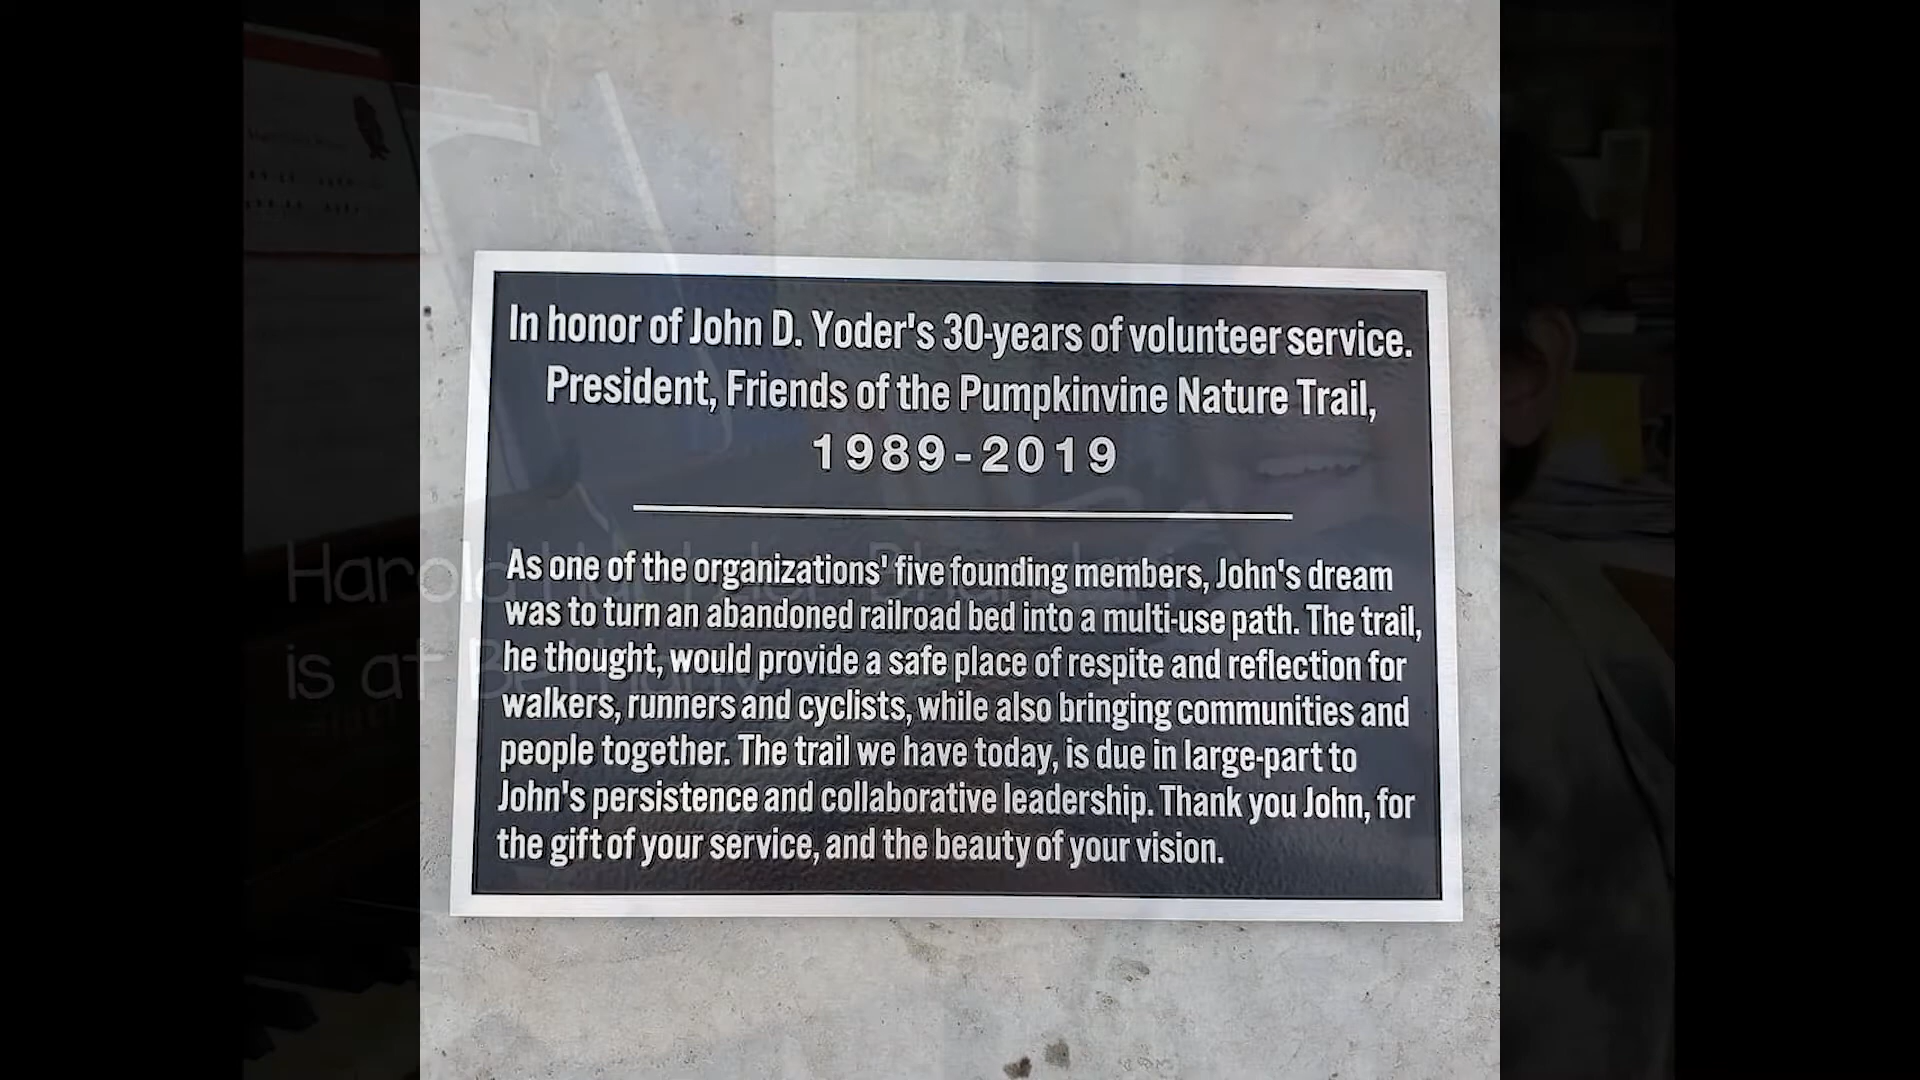 In honor of John D. Yoder's 30-years of volunteer service.
President, Friends of the Pumpkinvine Nature Trail,
1989-2019
As one of the organizations' five founding members, John's dream
was to turn an abandoned railroad bed into a multi-use path. The trail,
he thought, would provide a safe place of respite and reflection for
walkers, runners and cyclists, while also bringing communities and
people together. The trail we have today, is due in large-part to
John's persistence and collaborative leadership. Thank you John, for
the gift of your service, and the beauty of your vision.
Harold
is at